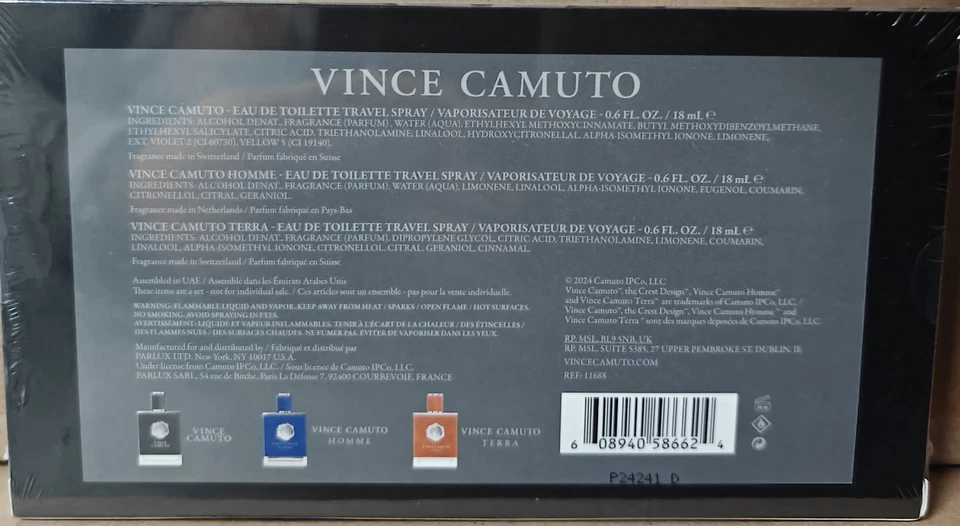 VINCE CAMUTO
VINCE CAMUTO - EAU DE TOILETTE TRAVEL SPRAY / VAPORISATEUR DE VOYAGE - 0.6 FL. OZ. / 18 mL ℮
INGREDIENTS: ALCOHOL DENAT., FRAGRANCE (PARFUM), WATER (AQUA), ETHYLHEXYL METHOXYCINNAMATE, BUTYL METHOXYDIBENZOYLMETHANE,
ETHYLHEXYL SALICYLATE, CITRIC ACID, TRIETHANOLAMINE, LINALOOL, HYDROXYCITRONELLAL, ALPHA-ISOMETHYL IONONE, LIMONENE,
EXT. VIOLET 2 (CI 60730), YELLOW 5 (CI 19140).
Fragrance made in Switzerland / Parfum fabriqué en Suisse
VINCE CAMUTO HOMME - EAU DE TOILETTE TRAVEL SPRAY / VAPORISATEUR DE VOYAGE - 0.6 FL. OZ. / 18 mL ℮
INGREDIENTS: ALCOHOL DENAT., FRAGRANCE (PARFUM), WATER (AQUA), LIMONENE, LINALOOL, ALPHA-ISOMETHYL IONONE, EUGENOL, COUMARIN,
CITRONELLOL, CITRAL, GERANIOL.
Fragrance made in Netherlands / Parfum fabriqué en Pays Bas
VINCE CAMUTO TERRA - EAU DE TOILETTE TRAVEL SPRAY / VAPORISATEUR DE VOYAGE - 0.6 FL. OZ. / 18 mL ℮
INGREDIENTS: ALCOHOL DENAT., FRAGRANCE (PARFUM), DIPROPYLENE GLYCOL, CITRIC ACID, TRIETHANOLAMINE, LIMONENE, COUMARIN,
LINALOOL, ALPHA-ISOMETHYL IONONE, CITRONELLOL, CITRAL, GERANIOL, CINNAMAL.
Fragrance made in Switzerland / Parfum fabriqué en Suisse
Assembled in UAE / Assemblé dans les Émirats Arabes Unis
These items are a set - not for individual sale. / Ces articles sont un ensemble - pas pour la vente individuelle.
WARNING: FLAMMABLE LIQUID AND VAPOR. KEEP AWAY FROM HEAT / SPARKS / OPEN FLAME / HOT SURFACES.
NO SMOKING. AVOID SPRAYING IN EYES.
AVERTISSEMENT: LIQUIDE ET VAPEUR INFLAMMABLES. TENIR À L'ÉCART DE LA CHALEUR / DES ÉTINCELLES /
DES FLAMMES NUES / DES SURFACES CHAUDES. NE FUMER PAS. ÉVITER DE VAPORISER DANS LES YEUX.
Manufactured for and distributed by / Fabriqué et distribué par
PARLUX LTD. New York, NY 10017 U.S.A.
Under license from Camuto IPCo, LLC. / Sous licence de Camuto IPCo, LLC.
PARLUX SARL, 54 rue de Bitche, Paris La Défense 7, 92400 COURBEVOIE, FRANCE
© 2024 Camuto IPCo, LLC
Vince Camuto™, the Crest Design™, Vince Camuto Homme™
and Vince Camuto Terra™ are trademarks of Camuto IPCo, LLC. /
Vince Camuto™, the Crest Design™, Vince Camuto Homme™ and
Vince Camuto Terra™ sont des marques déposées de Camuto IPCo, LLC.
RP. MSL, BL9 5NB, UK
RP. MSL, SUITE 5385, 27 UPPER PEMBROKE ST. DUBLIN, IE
VINCECAMUTO.COM
REF: 11688
VINCE
CAMUTO
VINCE CAMUTO
HOMME
VINCE CAMUTO
TERRA
6 08940 58662 4
P24241 D